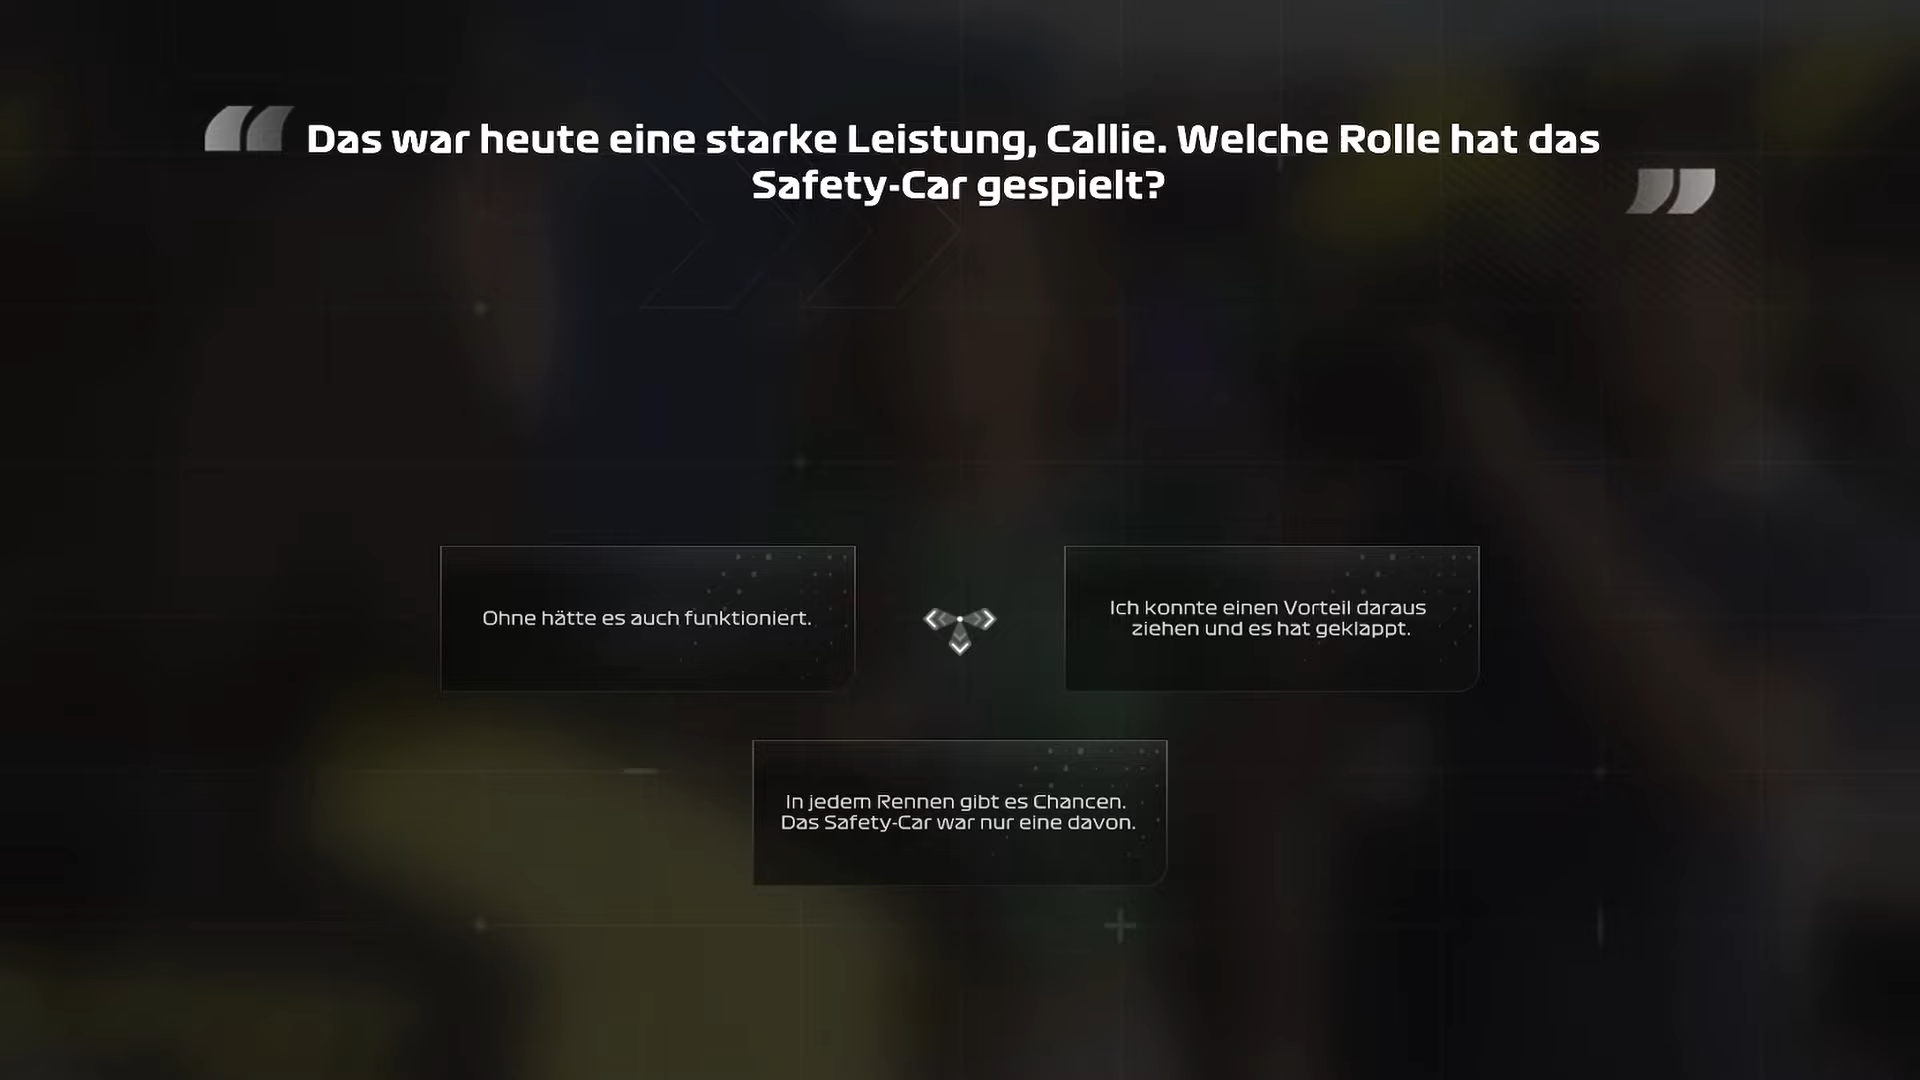 Das war heute eine starke Leistung, Callie. Welche Rolle hat das
Safety-Car gespielt?
Ohne hätte es auch funktioniert.
Ich konnte einen Vorteil daraus
ziehen und es hat geklappt.
In jedem Rennen gibt es Chancen.
Das Safety-Car war nur eine davon.